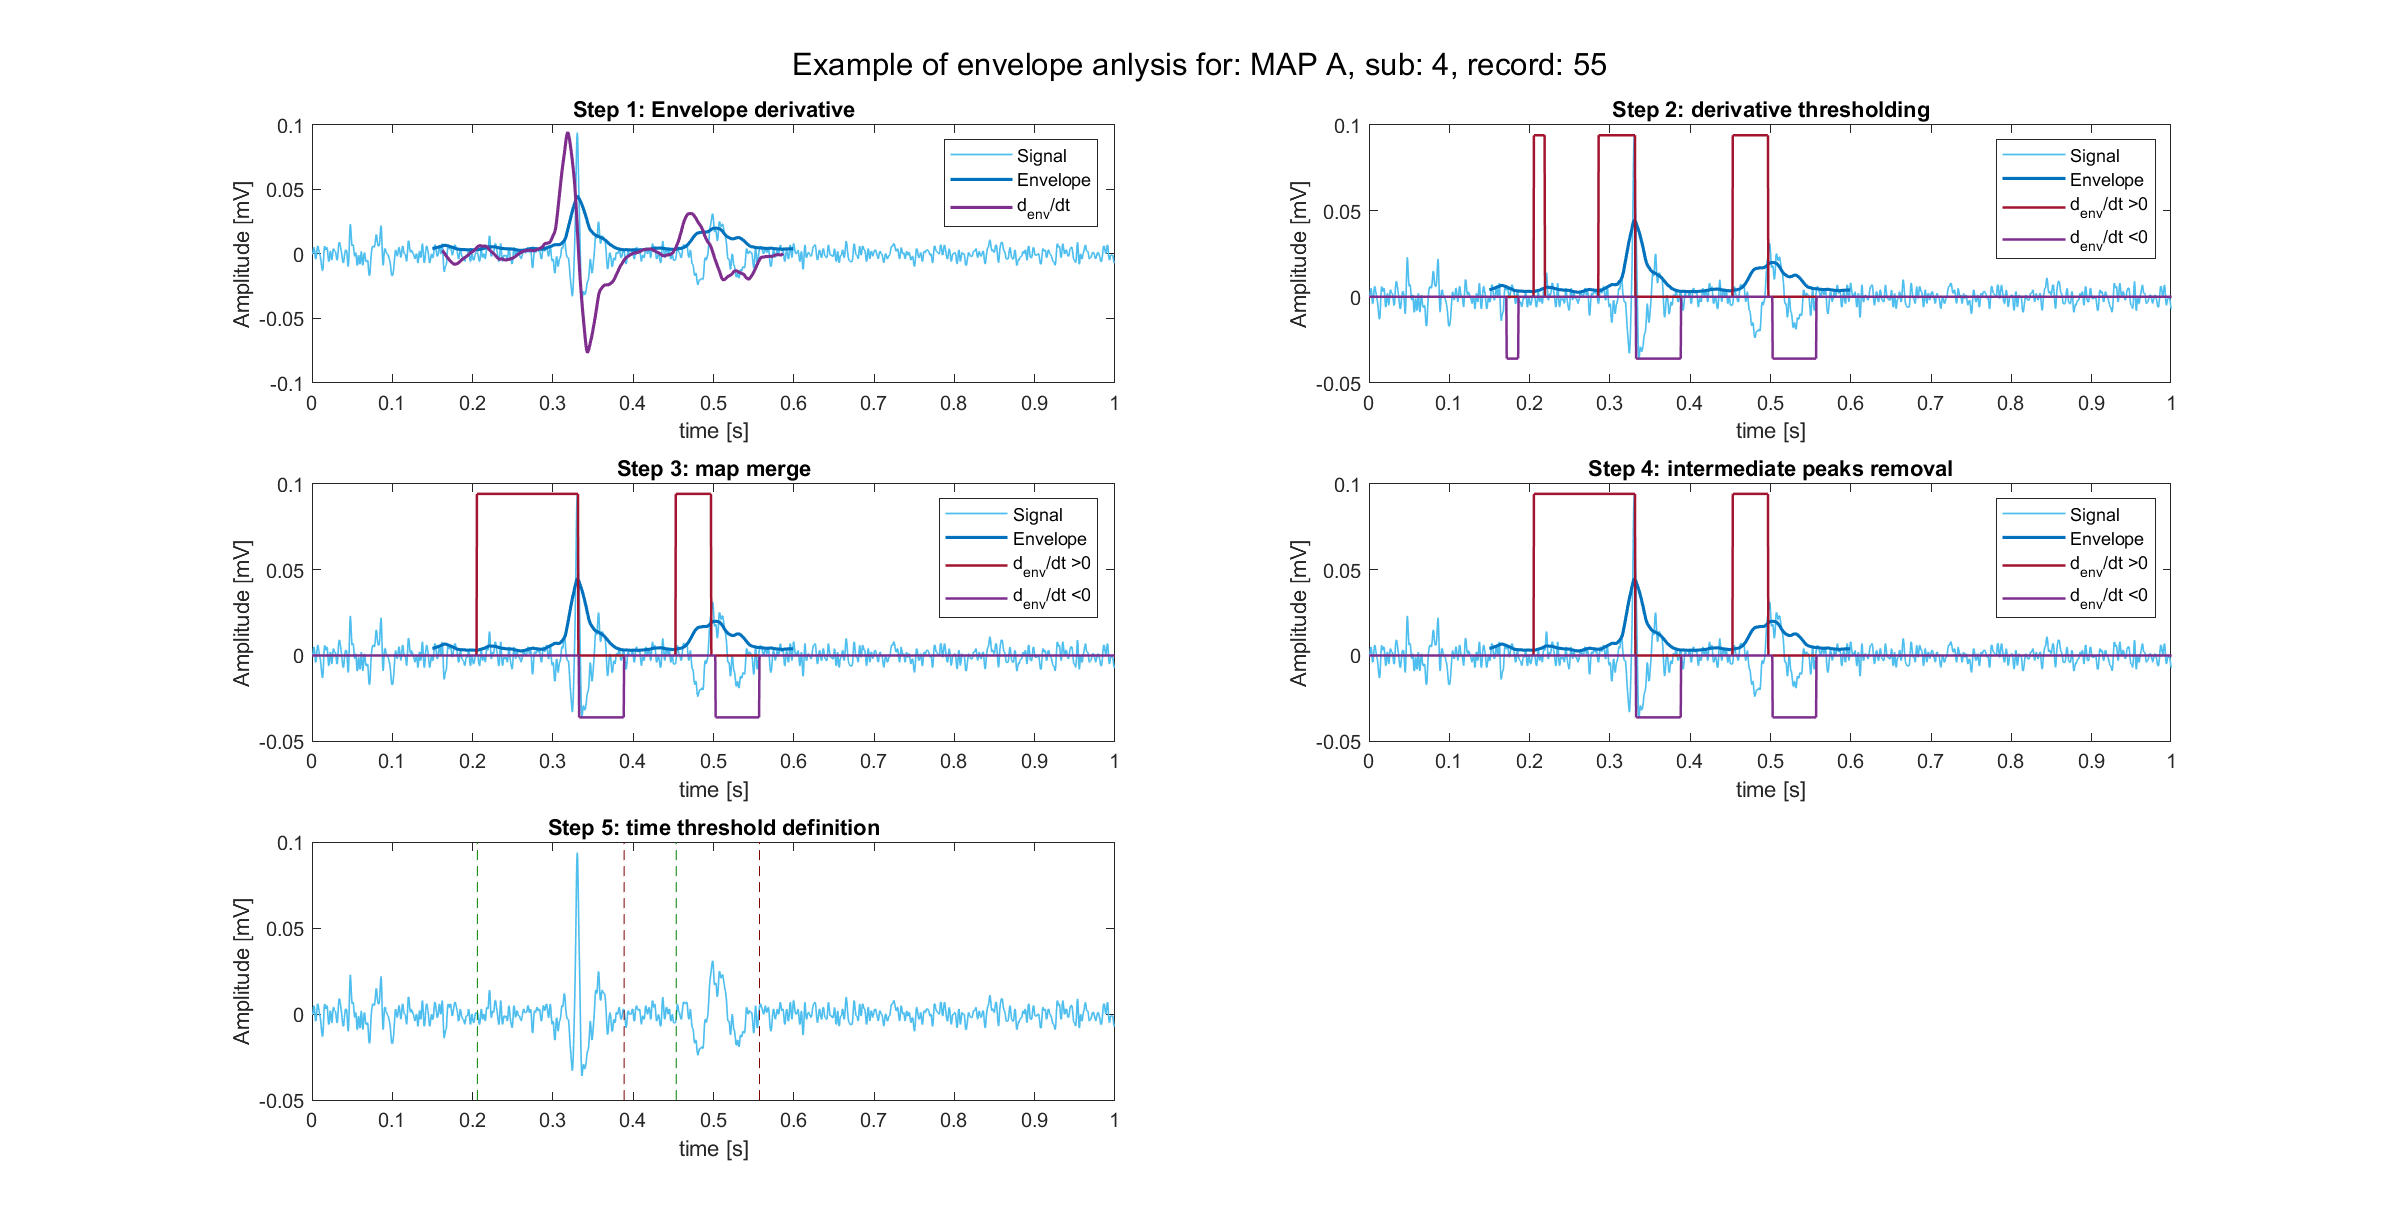 Example of envelope anlysis for: MAP A, sub: 4, record: 55
Step 1: Envelope derivative
0.1
0.05
0
-0.05
-0.1
Amplitude [mV]
0 0.1 0.2 0.3 0.4 0.5 0.6 0.7 0.8 0.9 1
time [s]
Signal
Envelope
d_env/dt
Step 2: derivative thresholding
0.1
0.05
0
-0.05
Amplitude [mV]
0 0.1 0.2 0.3 0.4 0.5 0.6 0.7 0.8 0.9 1
time [s]
Signal
Envelope
d_env/dt >0
d_env/dt <0
Step 3: map merge
0.1
0.05
0
-0.05
Amplitude [mV]
0 0.1 0.2 0.3 0.4 0.5 0.6 0.7 0.8 0.9 1
time [s]
Signal
Envelope
d_env/dt >0
d_env/dt <0
Step 4: intermediate peaks removal
0.1
0.05
0
-0.05
Amplitude [mV]
0 0.1 0.2 0.3 0.4 0.5 0.6 0.7 0.8 0.9 1
time [s]
Signal
Envelope
d_env/dt >0
d_env/dt <0
Step 5: time threshold definition
0.1
0.05
0
-0.05
Amplitude [mV]
0 0.1 0.2 0.3 0.4 0.5 0.6 0.7 0.8 0.9 1
time [s]